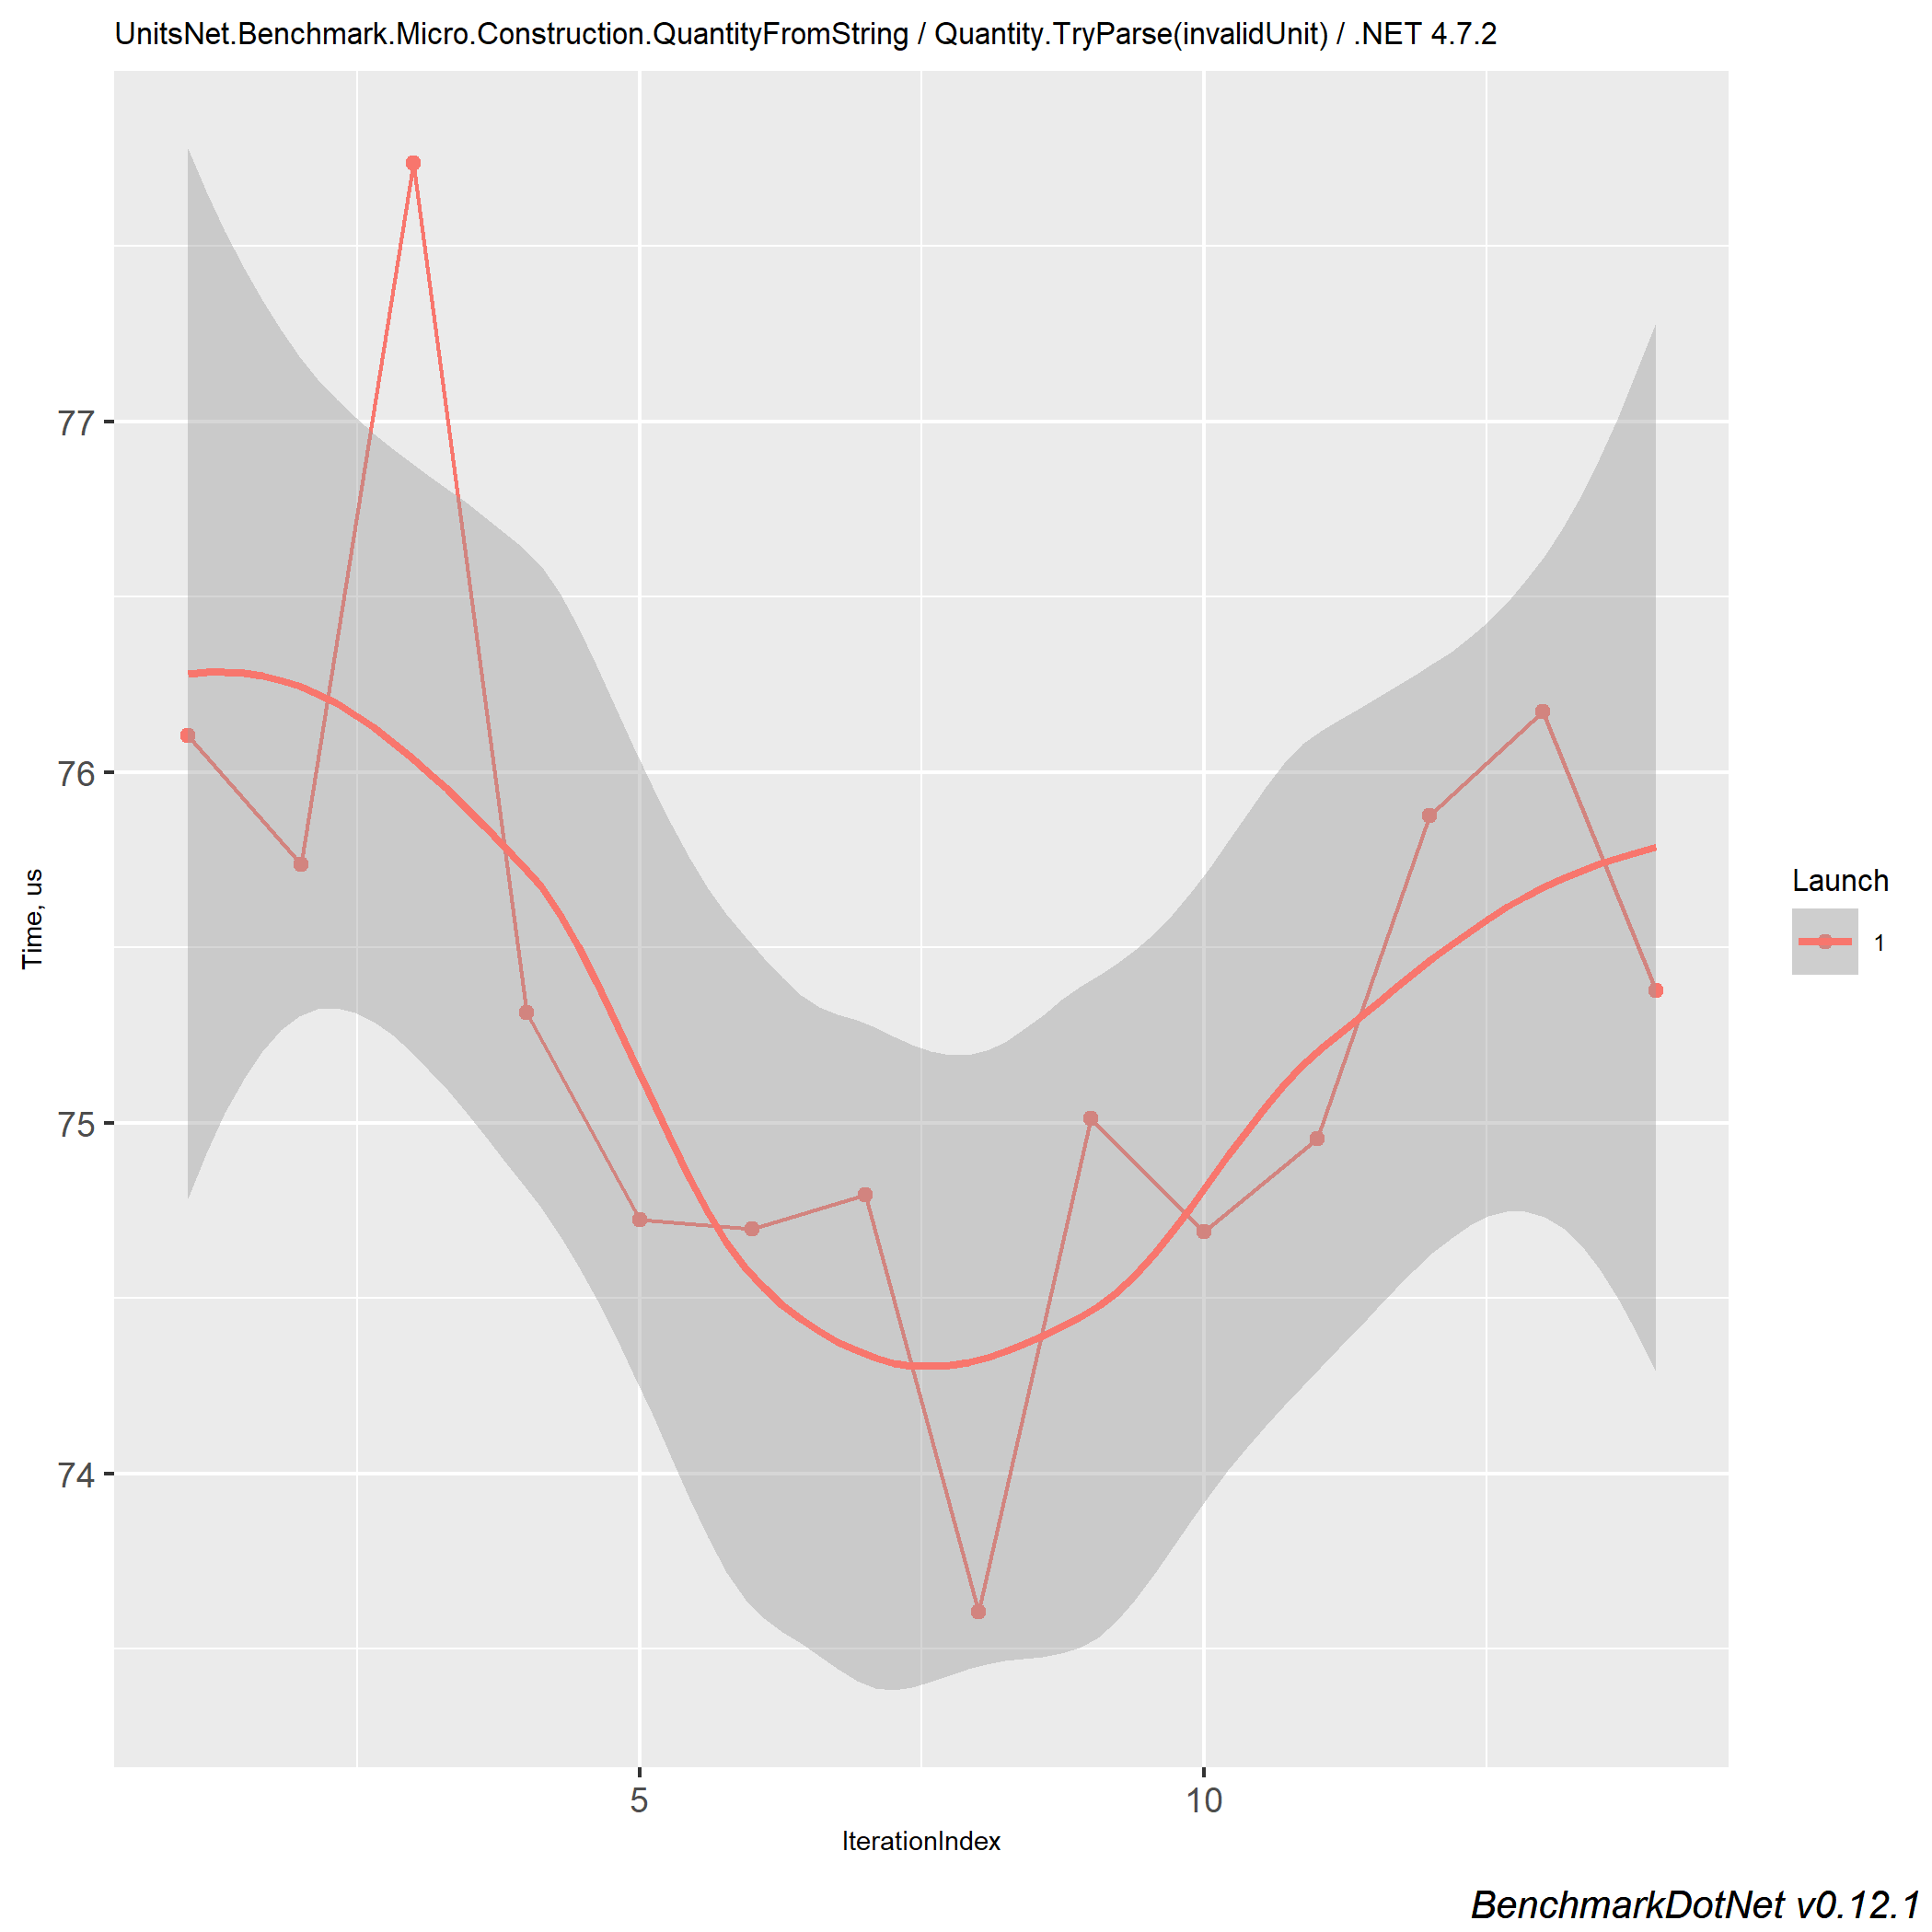 UnitsNet.Benchmark.Micro.Construction.QuantityFromString / Quantity.TryParse(invalidUnit) / .NET 4.7.2
77
76
75
74
Time, us
5
10
IterationIndex
Launch
1
BenchmarkDotNet v0.12.1